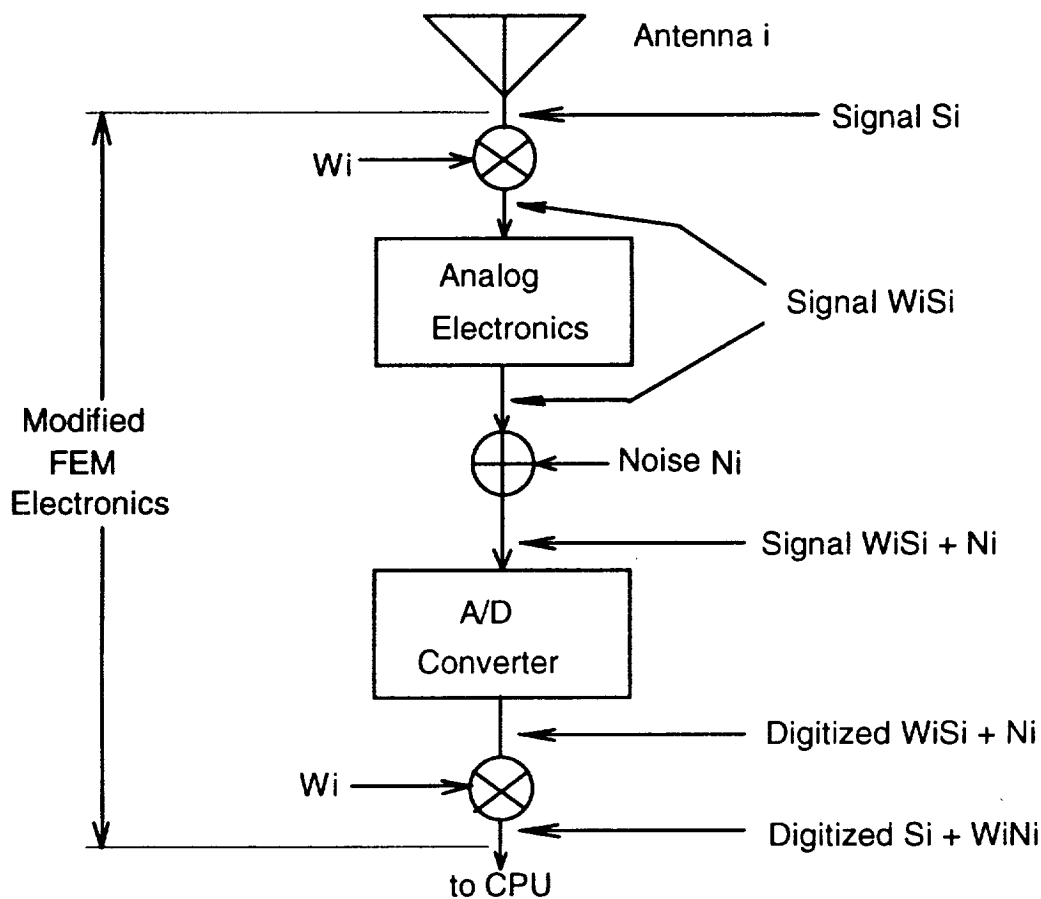 Antenna i
Signal Si
Wi
Analog
Electronics
Signal WiSi
Modified
FEM
Electronics
Noise Ni
Signal WiSi + Ni
A/D
Converter
Digitized WiSi + Ni
Wi
Digitized Si + WiNi
to CPU